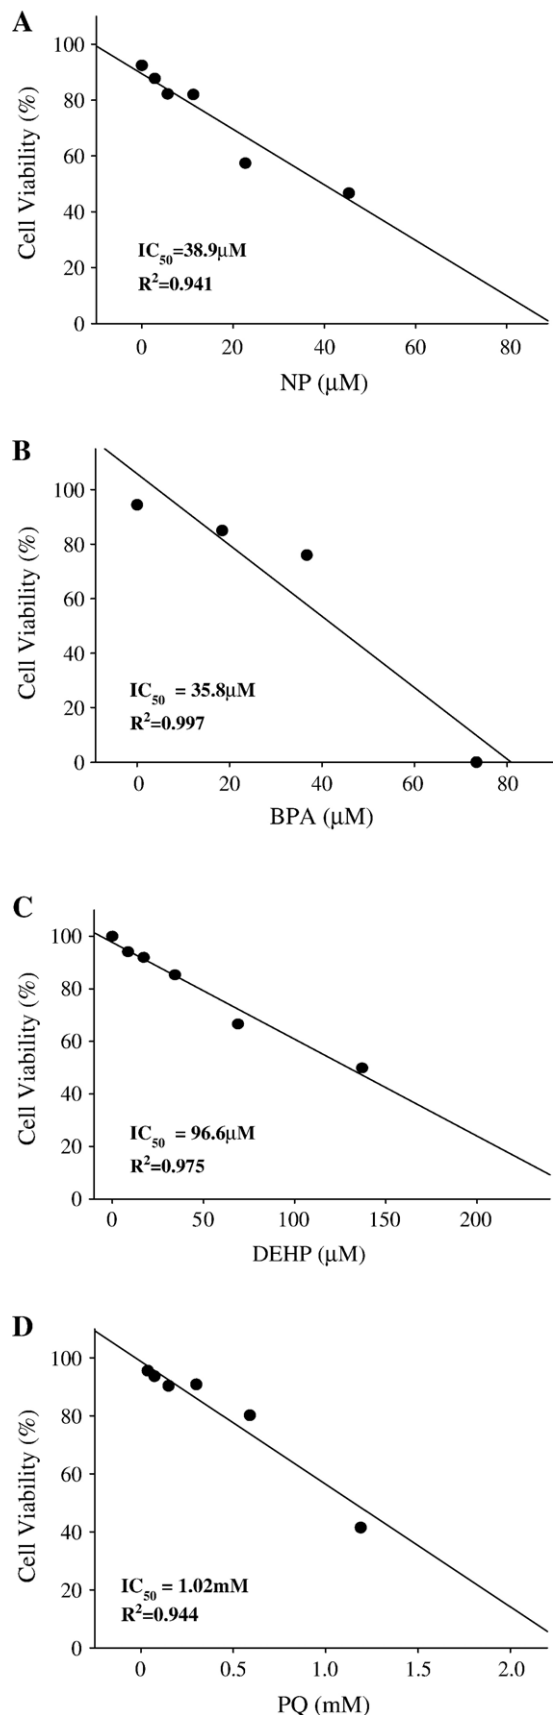 A
100
80
60
40
20
0
Cell Viability (%)
IC50=38.9μM
R2=0.941
0 20 40 60 80
NP (μM)
B
100
80
60
40
20
0
Cell Viability (%)
IC50 = 35.8μM
R2=0.997
0 20 40 60 80
BPA (μM)
C
100
80
60
40
20
0
Cell Viability (%)
IC50 = 96.6μM
R2=0.975
0 50 100 150 200
DEHP (μM)
D
100
80
60
40
20
0
Cell Viability (%)
IC50 = 1.02mM
R2=0.944
0 0.5 1.0 1.5 2.0
PQ (mM)